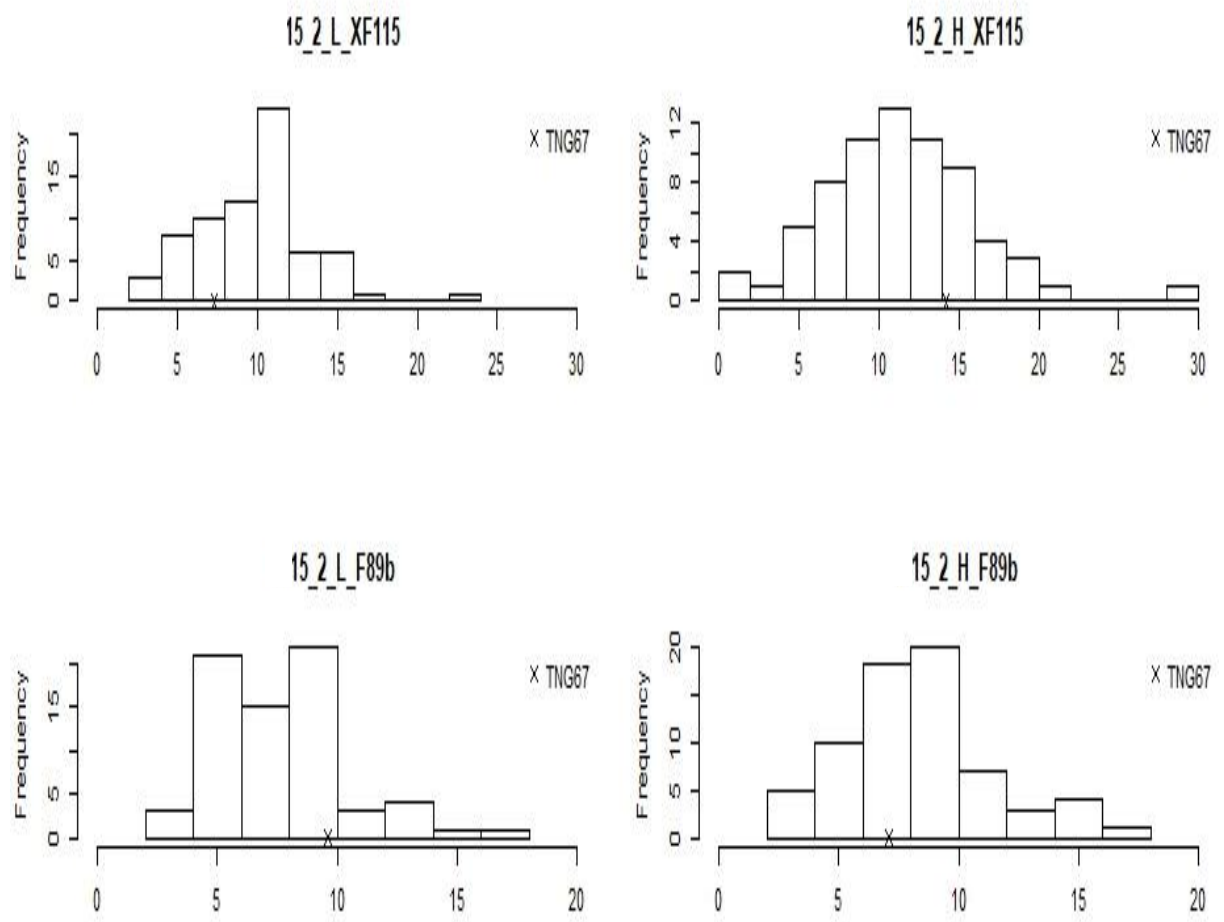 15_2_L_XF115
Frequency
15
5
0
× TNG67
0 5 10 15 20 25 30
15_2_H_XF115
Frequency
12
8
4
0
× TNG67
0 5 10 15 20 25 30
15_2_L_F89b
Frequency
15
5
0
× TNG67
0 5 10 15 20
15_2_H_F89b
Frequency
20
10
5
0
× TNG67
0 5 10 15 20